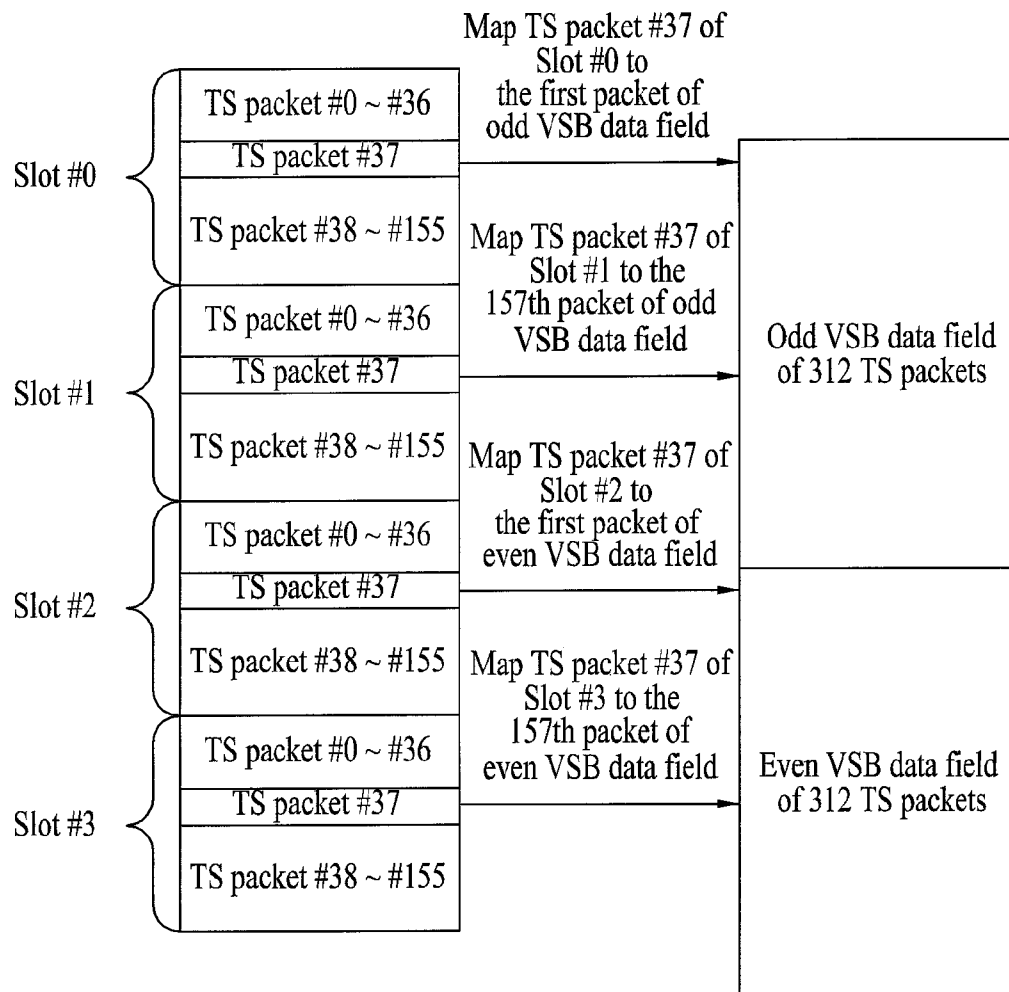 Slot #0
TS packet #0 ~ #36
TS packet #37
TS packet #38 ~ #155
Slot #1
TS packet #0 ~ #36
TS packet #37
TS packet #38 ~ #155
Slot #2
TS packet #0 ~ #36
TS packet #37
TS packet #38 ~ #155
Slot #3
TS packet #0 ~ #36
TS packet #37
TS packet #38 ~ #155
Map TS packet #37 of
Slot #0 to
the first packet of
odd VSB data field
Map TS packet #37 of
Slot #1 to the
157th packet of odd
VSB data field
Map TS packet #37 of
Slot #2 to
the first packet of
even VSB data field
Map TS packet #37 of
Slot #3 to the
157th packet of
even VSB data field
Odd VSB data field
of 312 TS packets
Even VSB data field
of 312 TS packets